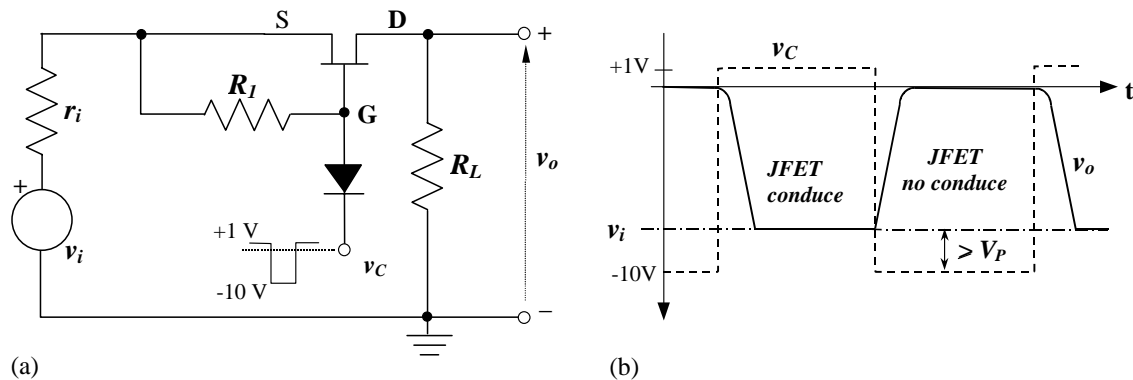 S
D
+
R1
G
ri
+
vi
RL
vo
+1 V
-10 V
vC
−
(a)
+1V
vC
t
JFET
conduce
JFET
no conduce
vo
vi
-10V
> VP
(b)